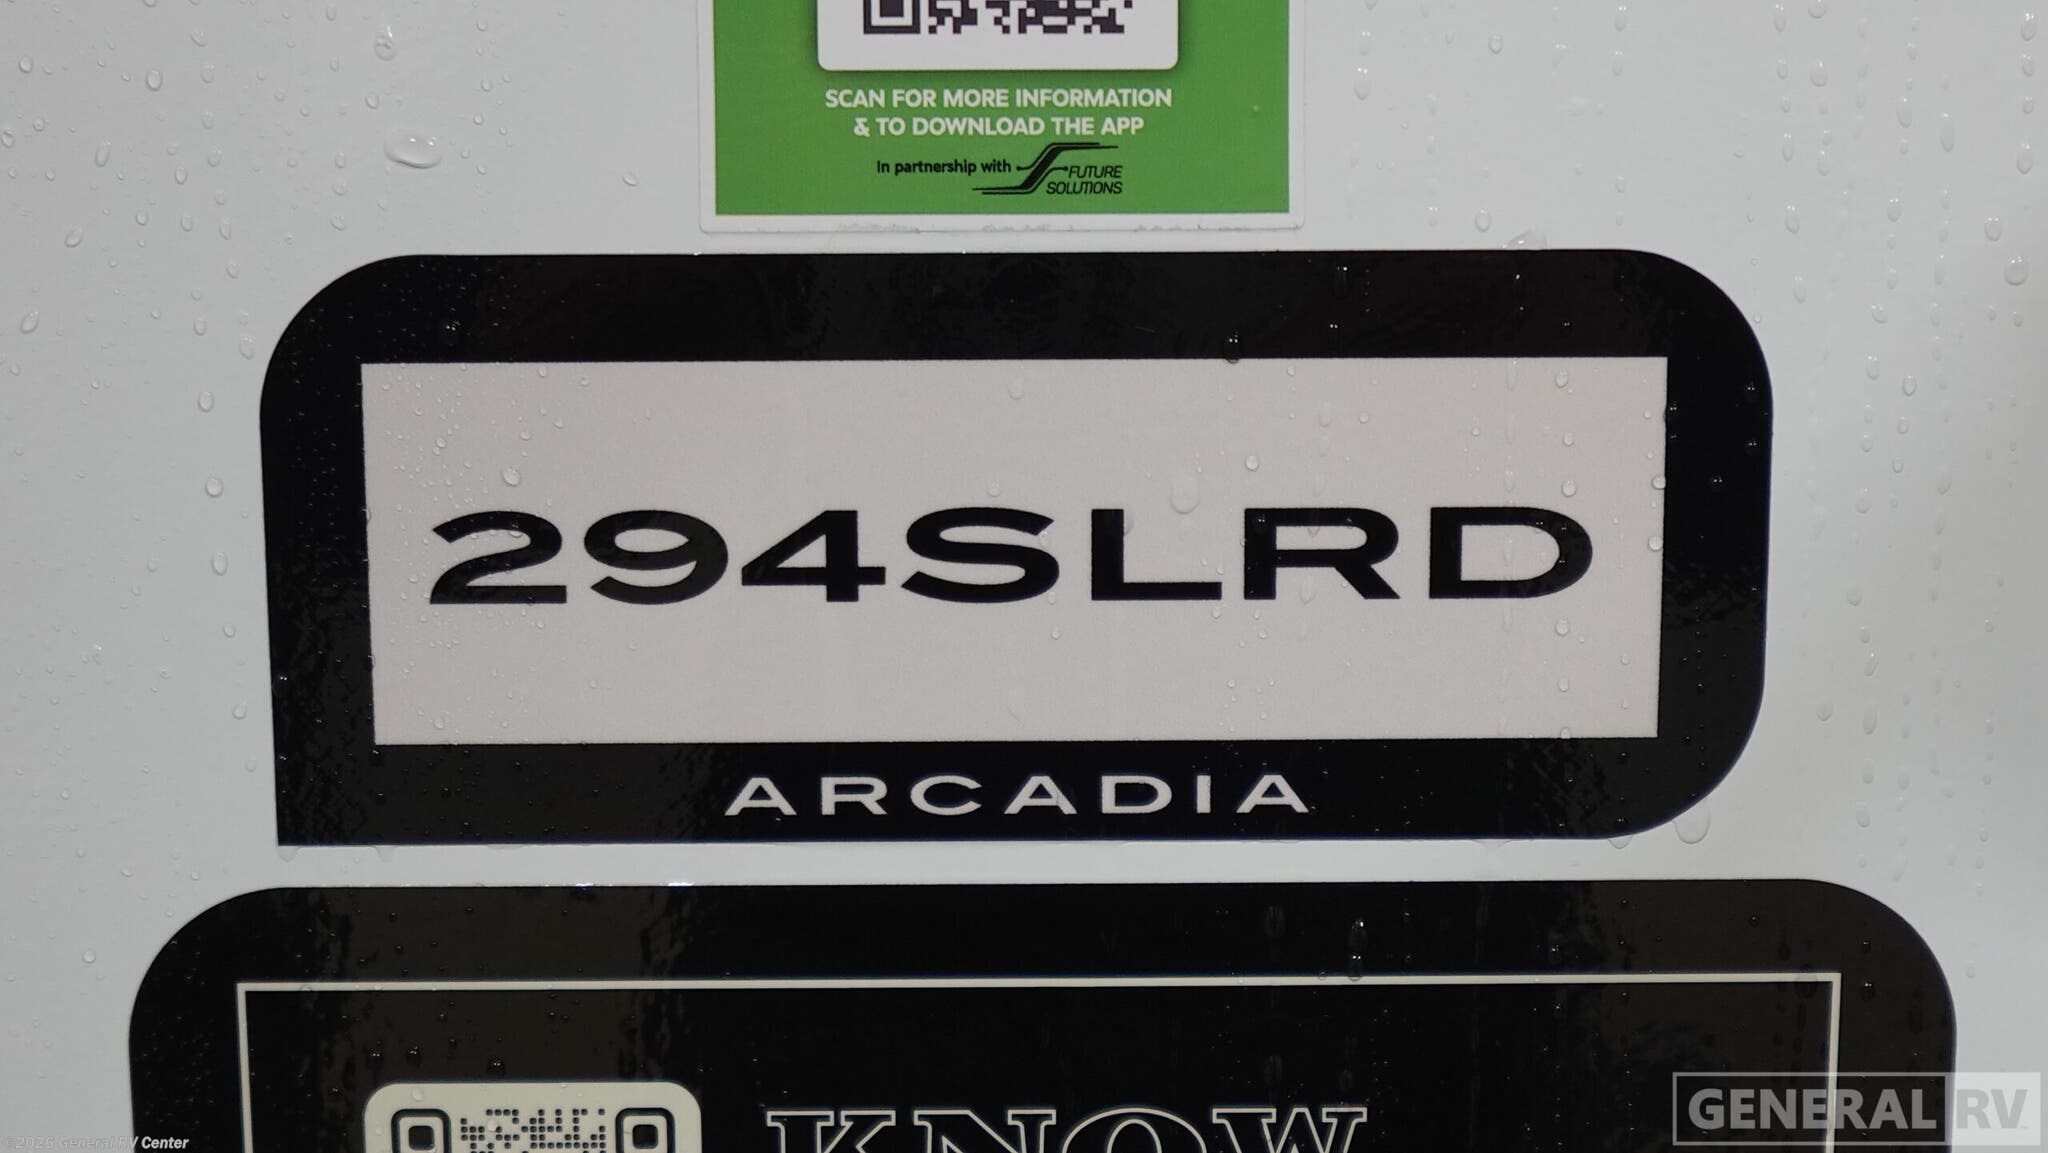 SCAN FOR MORE INFORMATION
& TO DOWNLOAD THE APP
In partnership with FUTURE
SOLUTIONS
294SLRD
ARCADIA
KNOW
GENERAL RV
©2025 General RV Center